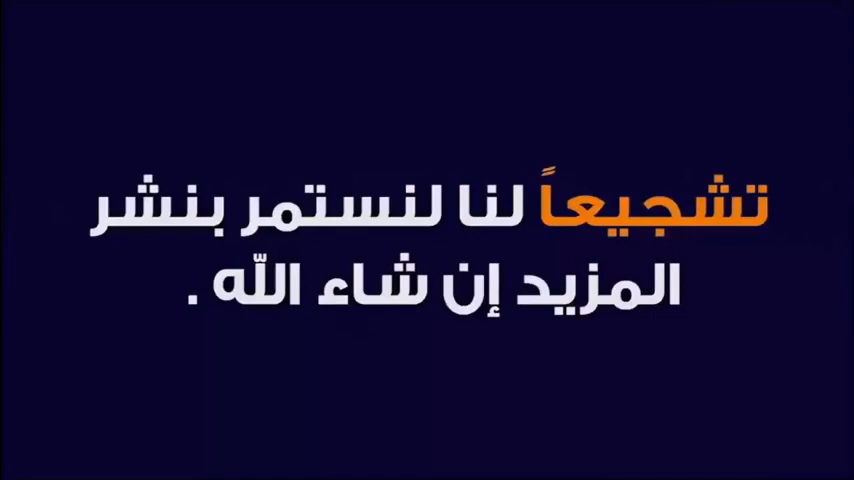 تشجيعاً لنا لنستمر بنشر
المزيد إن شاء الله .